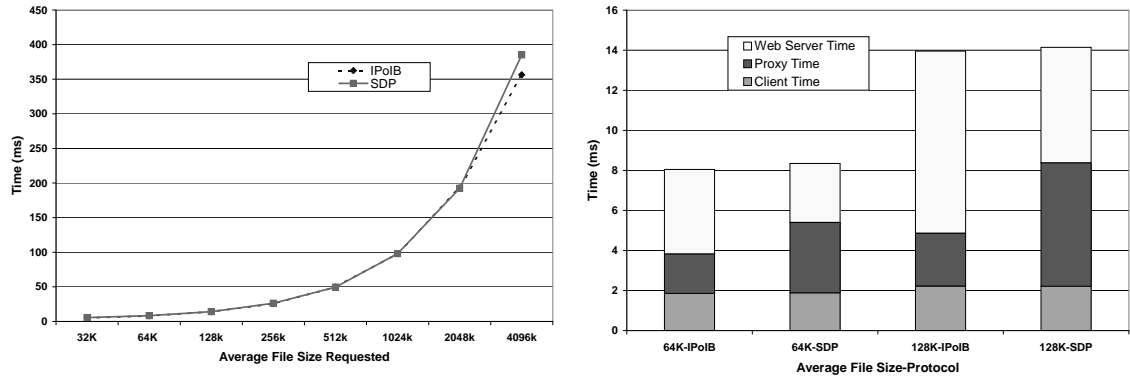 450
400
350
300
250
200
150
100
50
0
Time (ms)
IPoIB
SDP
32K 64K 128k 256k 512k 1024k 2048k 4096k
Average File Size Requested
16
14
12
10
8
6
4
2
0
Time (ms)
Web Server Time
Proxy Time
Client Time
64K-IPoIB 64K-SDP 128K-IPoIB 128K-SDP
Average File Size-Protocol